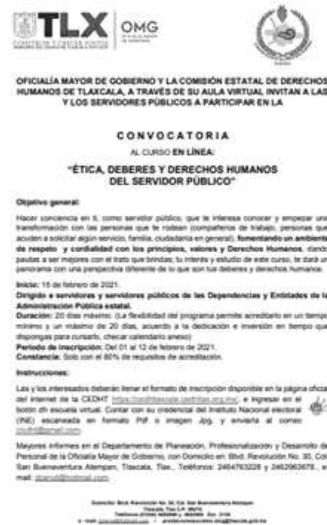 TLX
OMG
OFICIALÍA MAYOR DE GOBIERNO Y LA COMISIÓN ESTATAL DE DERECHOS
HUMANOS DE TLAXCALA, A TRAVÉS DE SU AULA VIRTUAL INVITAN A LAS
Y LOS SERVIDORES PÚBLICOS A PARTICIPAR EN LA
CONVOCATORIA
AL CURSO EN LÍNEA:
"ÉTICA, DEBERES Y DERECHOS HUMANOS
DEL SERVIDOR PÚBLICO"
Objetivo general:
Hacer conciencia en ti, como servidor público, que te interesa conocer y empezar una
transformación con las personas que te rodean (compañeros de trabajo, personas que
acuden a solicitar algún servicio, familia, ciudadanía en general), fomentando un ambiente
de respeto y cordialidad con los principios, valores y Derechos Humanos, dando
pautas a ser mejores con el trato que brindas; tu interés y estudio de este curso, te dará un
panorama con una perspectiva diferente de lo que son tus deberes y derechos humanos.
Inicio: 15 de febrero de 2021.
Dirigido a servidoras y servidores públicos de las Dependencias y Entidades de la
Administración Pública estatal.
Duración: 20 días máximo. (La flexibilidad del programa permite acreditarlo en un tiempo
mínimo y un máximo de 20 días, acuerdo a la dedicación e inversión en tiempo que
dispongas para cursarlo, checar calendario anexo)
Periodo de inscripción: Del 01 al 12 de febrero de 2021.
Constancia: Solo con el 80% de requisitos de acreditación.
Instrucciones:
Las y los interesados deberán llenar el formato de inscripción disponible en la página oficial
del internet de la CEDHT e ingresar en el
botón de escuela virtual. Contar con su credencial del Instituto Nacional electoral
(INE) escaneada en formato Pdf o imagen Jpg, y enviarla al correo
Mayores informes en el Departamento de Planeación, Profesionalización y Desarrollo de
Personal de la Oficialía Mayor de Gobierno, con Domicilio en: Blvd. Revolución No. 30, Col.
San Buenaventura Atempan, Tlaxcala, Tlax., Teléfonos: 2464763228 y 2462963678., e-
mail: